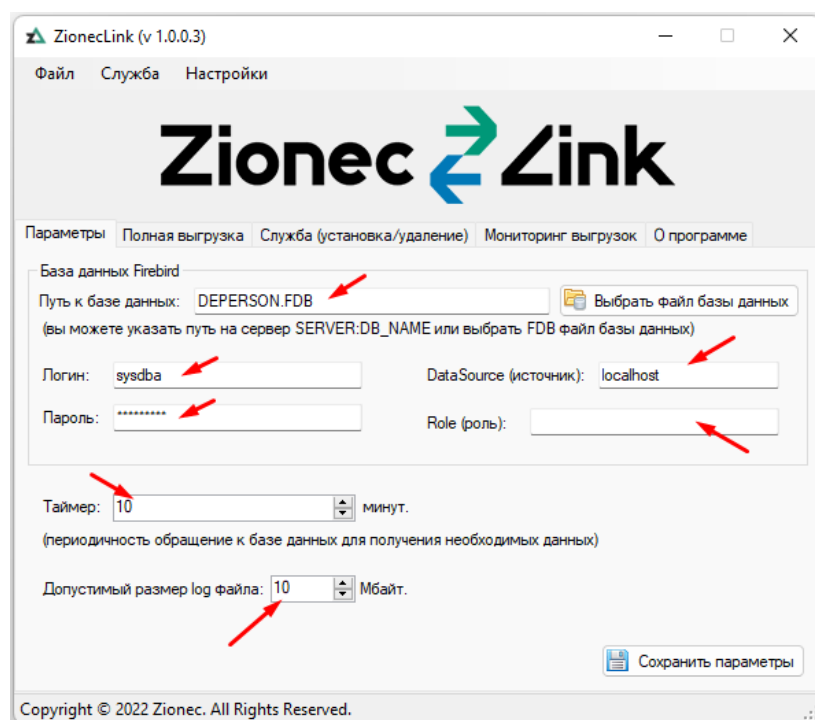 ZionecLink (v 1.0.0.3)
Файл Служба Настройки
Zionec Link
Параметры Полная выгрузка Служба (установка/удаление) Мониторинг выгрузок О программе
База данных Firebird
Путь к базе данных: DEPERSON.FDB Выбрать файл базы данных
(вы можете указать путь на сервер SERVER:DB_NAME или выбрать FDB файл базы данных)
Логин: sysdba DataSource (источник): localhost
Пароль: ********* Role (роль):
Таймер: 10 минут.
(периодичность обращение к базе данных для получения необходимых данных)
Допустимый размер log файла: 10 Мбайт.
Сохранить параметры
Copyright © 2022 Zionec. All Rights Reserved.